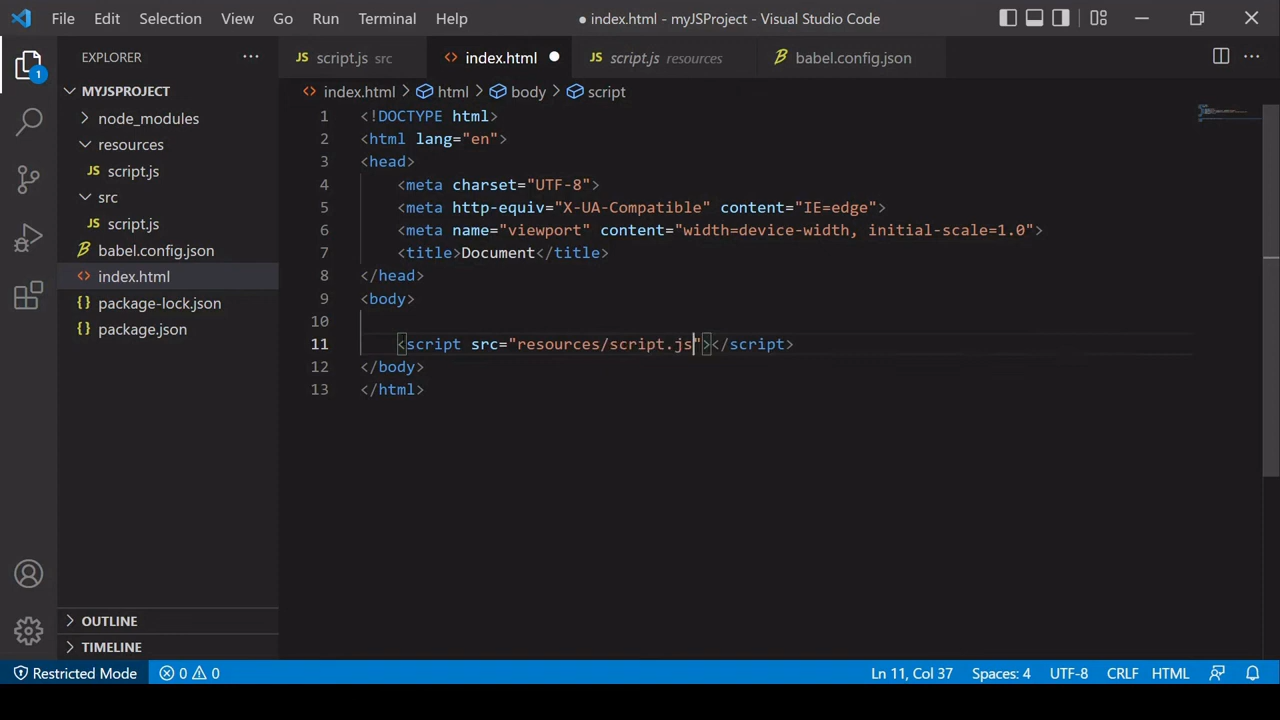 File Edit Selection View Go Run Terminal Help
● index.html - myJSProject - Visual Studio Code
1
EXPLORER ···
MYJSPROJECT
node_modules
resources
JS script.js
src
JS script.js
babel.config.json
<> index.html
{} package-lock.json
{} package.json
OUTLINE
TIMELINE
JS script.js src
<> index.html ●
JS script.js resources
babel.config.json
<> index.html > html > body > script
1 <!DOCTYPE html>
2 <html lang="en">
3 <head>
4 <meta charset="UTF-8">
5 <meta http-equiv="X-UA-Compatible" content="IE=edge">
6 <meta name="viewport" content="width=device-width, initial-scale=1.0">
7 <title>Document</title>
8 </head>
9 <body>
10
11 <script src="resources/script.js"></script>
12 </body>
13 </html>
Restricted Mode 0 0 Ln 11, Col 37 Spaces: 4 UTF-8 CRLF HTML